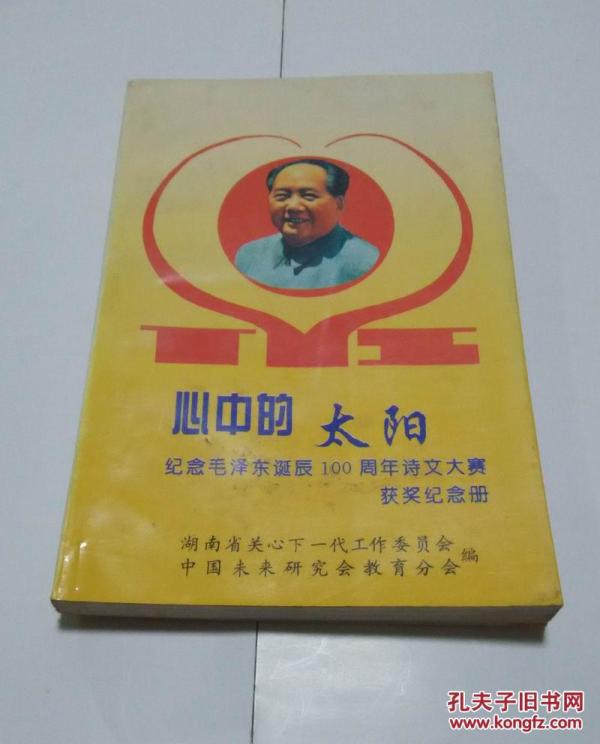 心中的 太阳
纪念毛泽东诞辰100周年诗文大赛
获奖纪念册
湖南省关心下一代工作委员会
中国未来研究会教育分会
编
孔夫子旧书网
www.kongfz.com